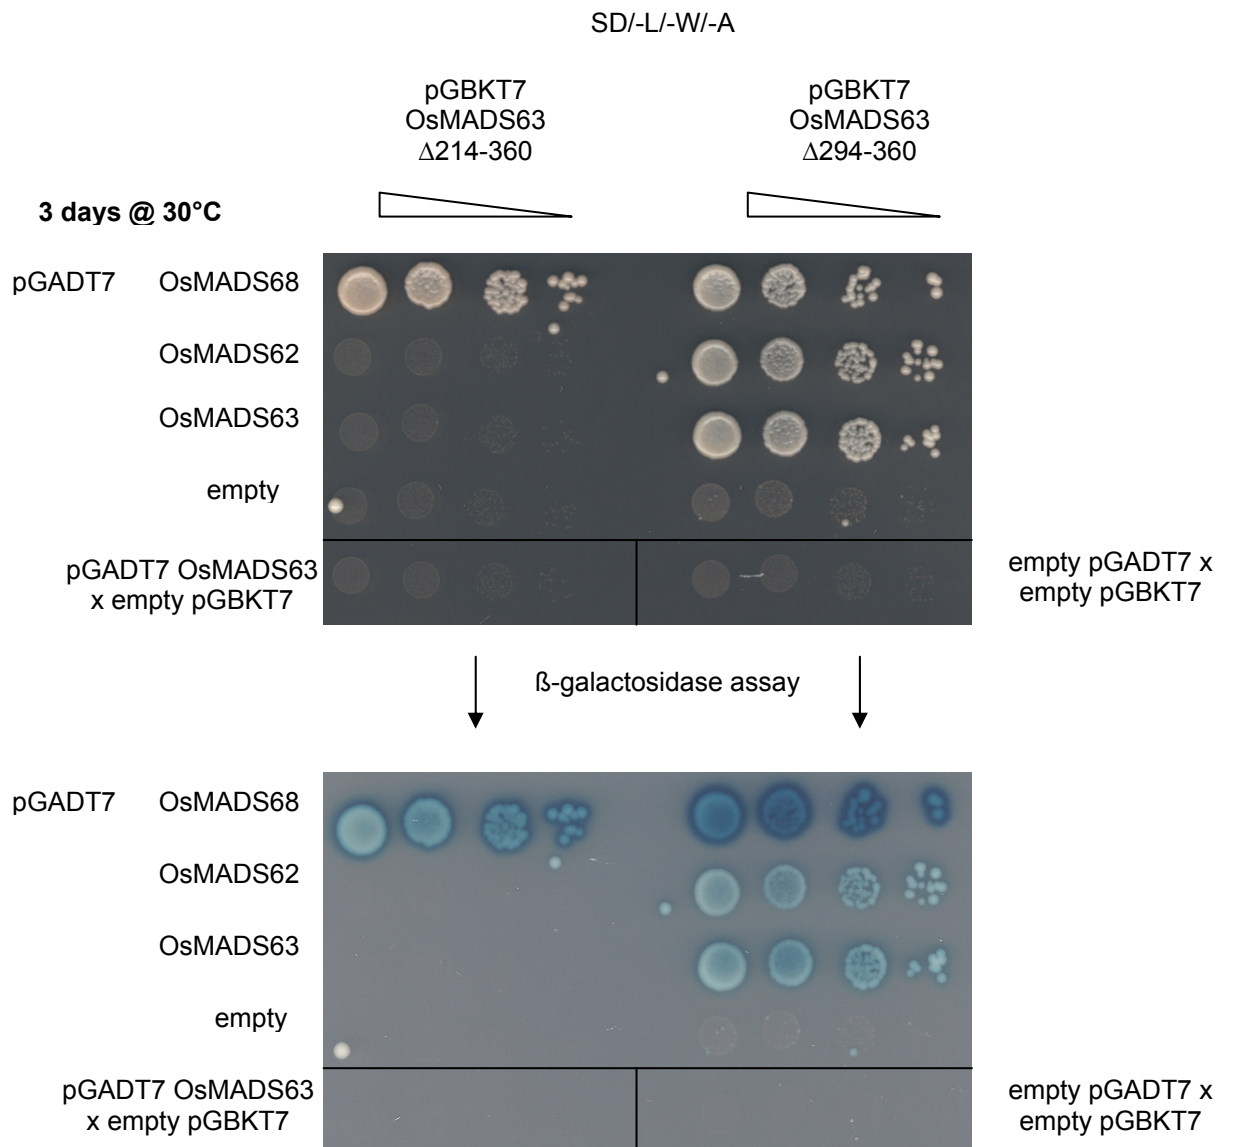 SD/-L/-W/-A
pGBKT7
OsMADS63
Δ214-360
pGBKT7
OsMADS63
Δ294-360
3 days @ 30°C
pGADT7 OsMADS68
OsMADS62
OsMADS63
empty
pGADT7 OsMADS63
x empty pGBKT7
empty pGADT7 x
empty pGBKT7
ß-galactosidase assay
pGADT7 OsMADS68
OsMADS62
OsMADS63
empty
pGADT7 OsMADS63
x empty pGBKT7
empty pGADT7 x
empty pGBKT7